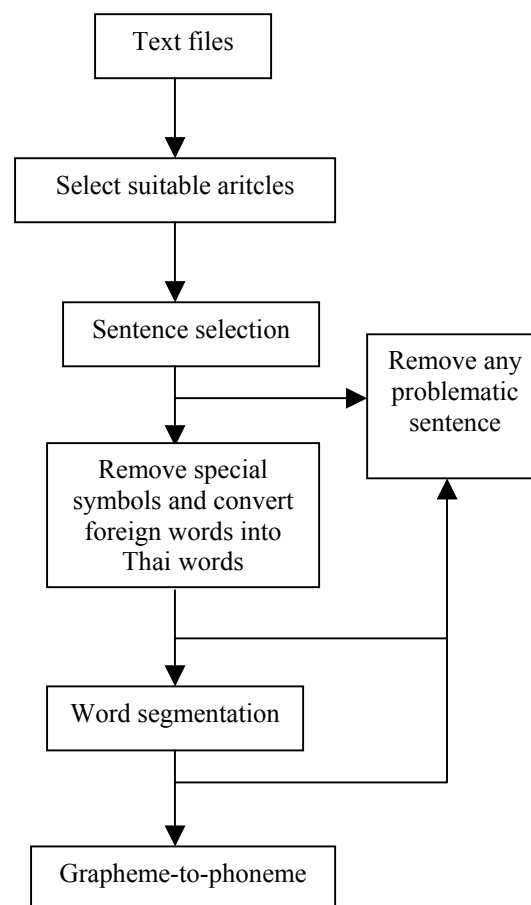 Text files
Select suitable aritcles
Sentence selection
Remove any
problematic
sentence
Remove special
symbols and convert
foreign words into
Thai words
Word segmentation
Grapheme-to-phoneme